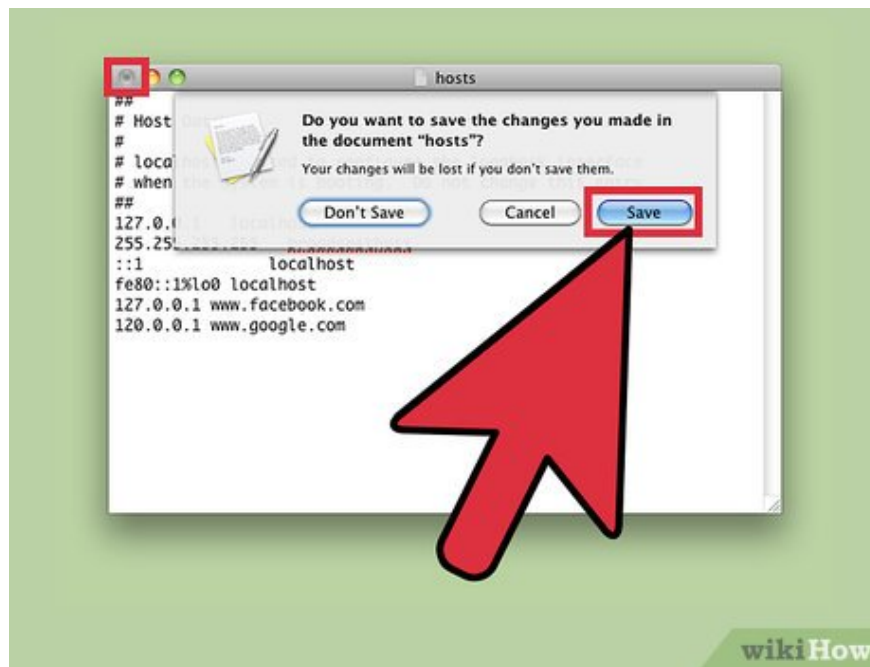 hosts
##
# Host
Do you want to save the changes you made in
the document “hosts”?
#
# loca
Your changes will be lost if you don't save them.
# when
##
Don't Save Cancel Save
127.0.
255.255.
::1 localhost
fe80::1%lo0 localhost
127.0.0.1 www.facebook.com
120.0.0.1 www.google.com
wikiHow